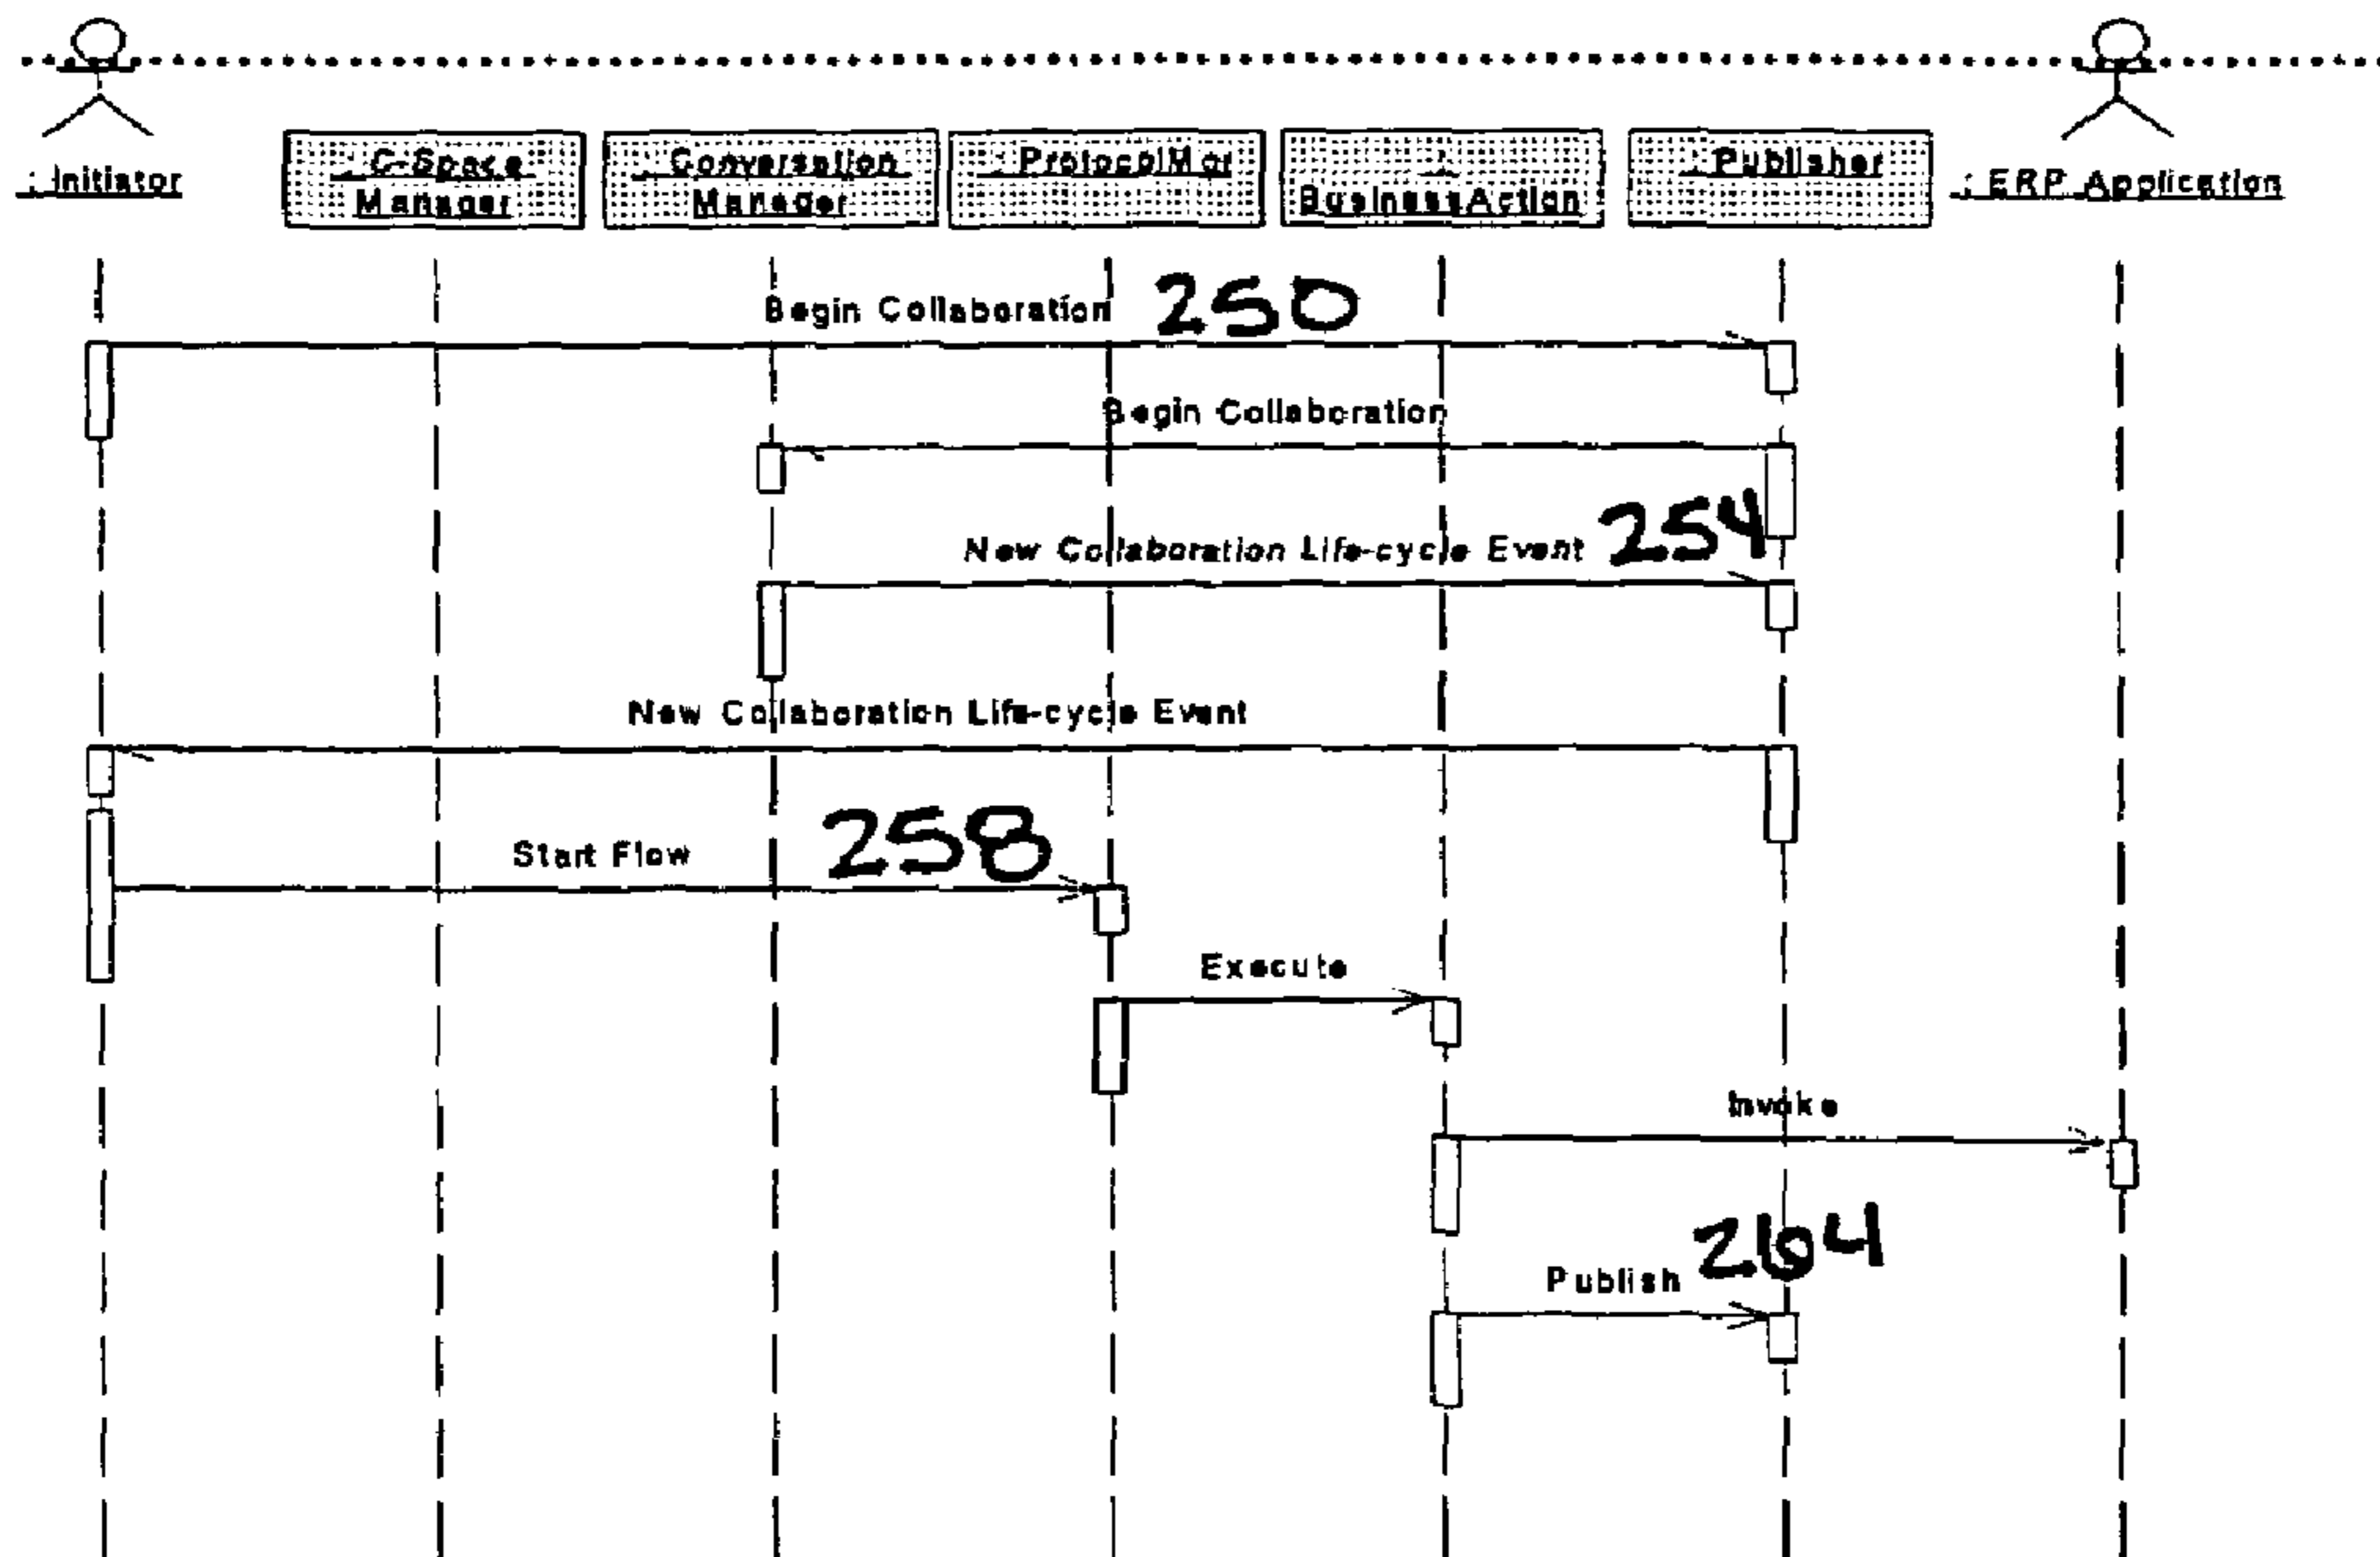 : Initiator
: C-Space
Manager
: Conversation
Manager
: ProtocolMgr
:
BusinessAction
: Publisher
: ERP Application
Begin Collaboration 250
Begin Collaboration
New Collaboration Life-cycle Event 254
New Collaboration Life-cycle Event
Start Flow 258
Execute
Invoke
Publish 264